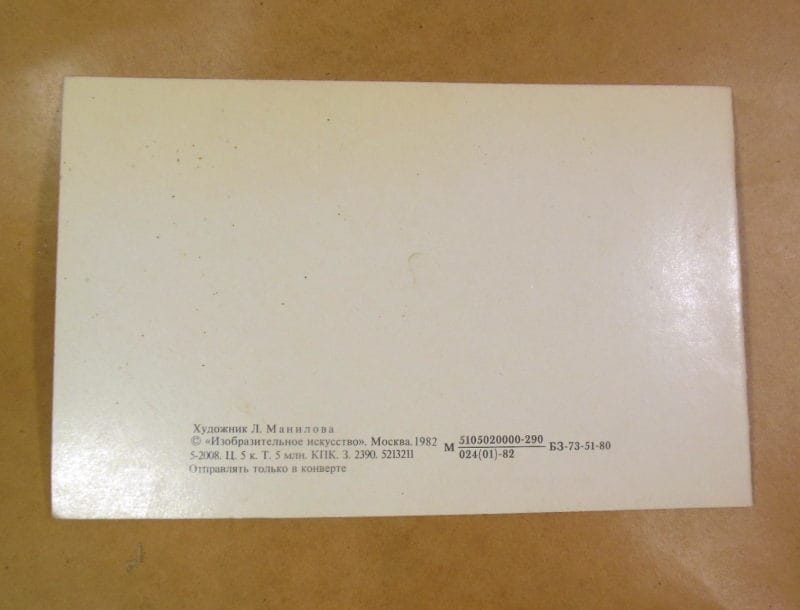 Художник Л. Манилова
© «Изобразительное искусство». Москва. 1982
5-2008. Ц. 5 к. Т. 5 млн. КПК. З. 2390. 5213211
Отправлять только в конверте
М 5105020000-290 БЗ-73-51-80
024(01)-82